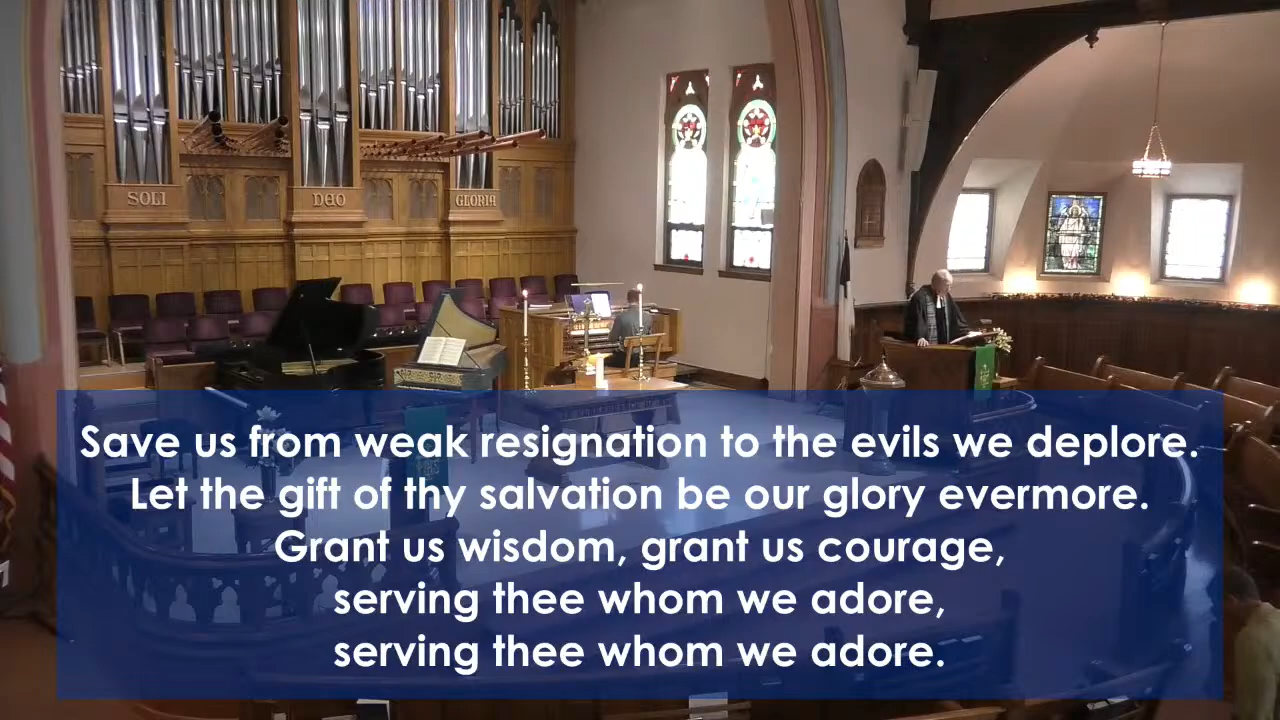 SOLI
DEO
GLORIA
Save us from weak resignation to the evils we deplore.
Let the gift of thy salvation be our glory evermore.
Grant us wisdom, grant us courage,
serving thee whom we adore,
serving thee whom we adore.